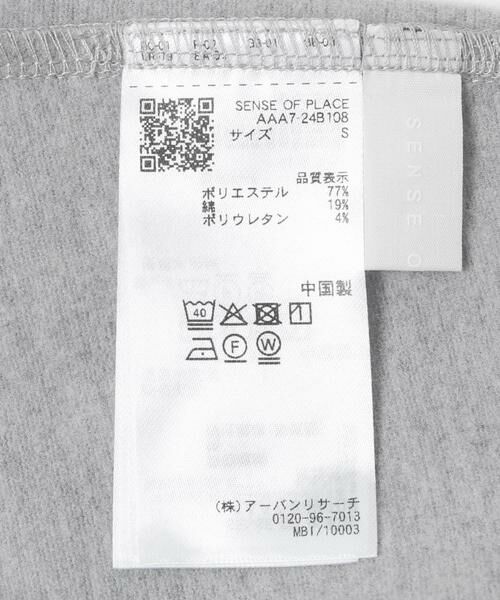 SENSE OF PLACE
AAA7-24B108
サイズ S
品質表示
ポリエステル 77%
綿 19%
ポリウレタン 4%
中国製
40
F W
(株)アーバンリサーチ
0120-96-7013
MB1/10003
SENSE O